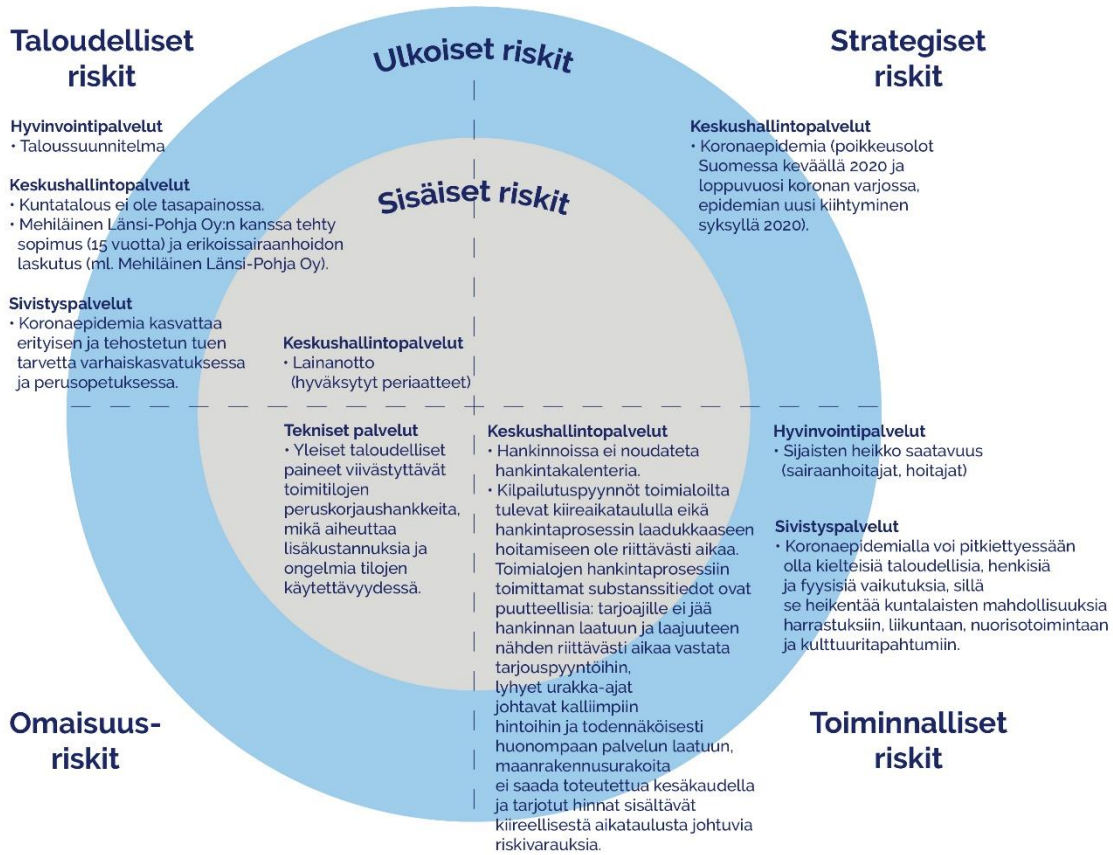 Taloudelliset
riskit
Ulkoiset riskit
Strategiset
riskit
Hyvinvointipalvelut
• Taloussuunnitelma
Keskushallintopalvelut
• Kuntatalous ei ole tasapainossa.
• Mehiläinen Länsi-Pohja Oy:n kanssa tehty
sopimus (15 vuotta) ja erikoissairaanhoidon
laskutus (ml. Mehiläinen Länsi-Pohja Oy).
Sivistyspalvelut
• Koronaepidemia kasvattaa
erityisen ja tehostetun tuen
tarvetta varhaiskasvatuksessa
ja perusopetuksessa.
Keskushallintopalvelut
• Koronaepidemia (poikkeusolot
Suomessa keväällä 2020 ja
loppuvuosi koronan varjossa,
epidemian uusi kiihtyminen
syksyllä 2020).
Sisäiset riskit
Keskushallintopalvelut
• Lainanotto
(hyväksytyt periaatteet)
Tekniset palvelut
• Yleiset taloudelliset
paineet viivästyttävät
toimitilojen
peruskorjaushankkeita,
mikä aiheuttaa
lisäkustannuksia ja
ongelmia tilojen
käytettävyydessä.
Keskushallintopalvelut
• Hankinnoissa ei noudateta
hankintakalenteria.
• Kilpailutuspyynnöt toimialoilta
tulevat kiireaikataululla eikä
hankintaprosessin laadukkaaseen
hoitamiseen ole riittävästi aikaa.
Toimialojen hankintaprosessiin
toimittamat substanssitiedot ovat
puutteellisia: tarjoajille ei jää
hankinnan laatuun ja laajuuteen
nähden riittävästi aikaa vastata
tarjouspyyntöihin,
lyhyet urakka-ajat
johtavat kalliimpiin
hintoihin ja todennäköisesti
huonompaan palvelun laatuun,
maanrakennusurakoita
ei saada toteutettua kesäkaudella
ja tarjotut hinnat sisältävät
kiireellisestä aikataulusta johtuvia
riskivarauksia.
Hyvinvointipalvelut
• Sijaisten heikko saatavuus
(sairaanhoitajat, hoitajat)
Sivistyspalvelut
• Koronaepidemialla voi pitkiettyessään
olla kielteisiä taloudellisia, henkisiä
ja fyysisiä vaikutuksia, sillä
se heikentää kuntalaisten mahdollisuuksia
harrastuksiin, liikuntaan, nuorisotoimintaan
ja kulttuuritapahtumiin.
Omaisuus-
riskit
Toiminnalliset
riskit